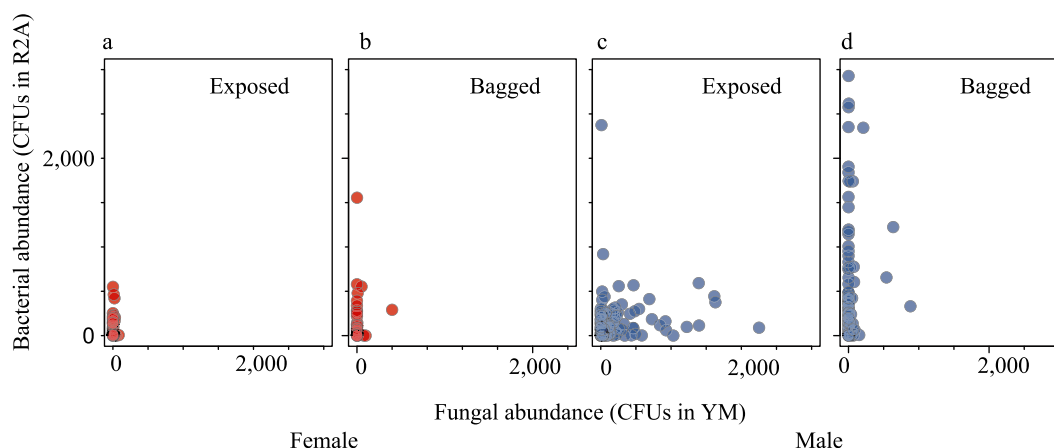 a b c d
Exposed Bagged Exposed Bagged
Bacterial abundance (CFUs in R2A)
2,000
0
0 2,000 0 2,000 0 2,000 0 2,000
Fungal abundance (CFUs in YM)
Female Male